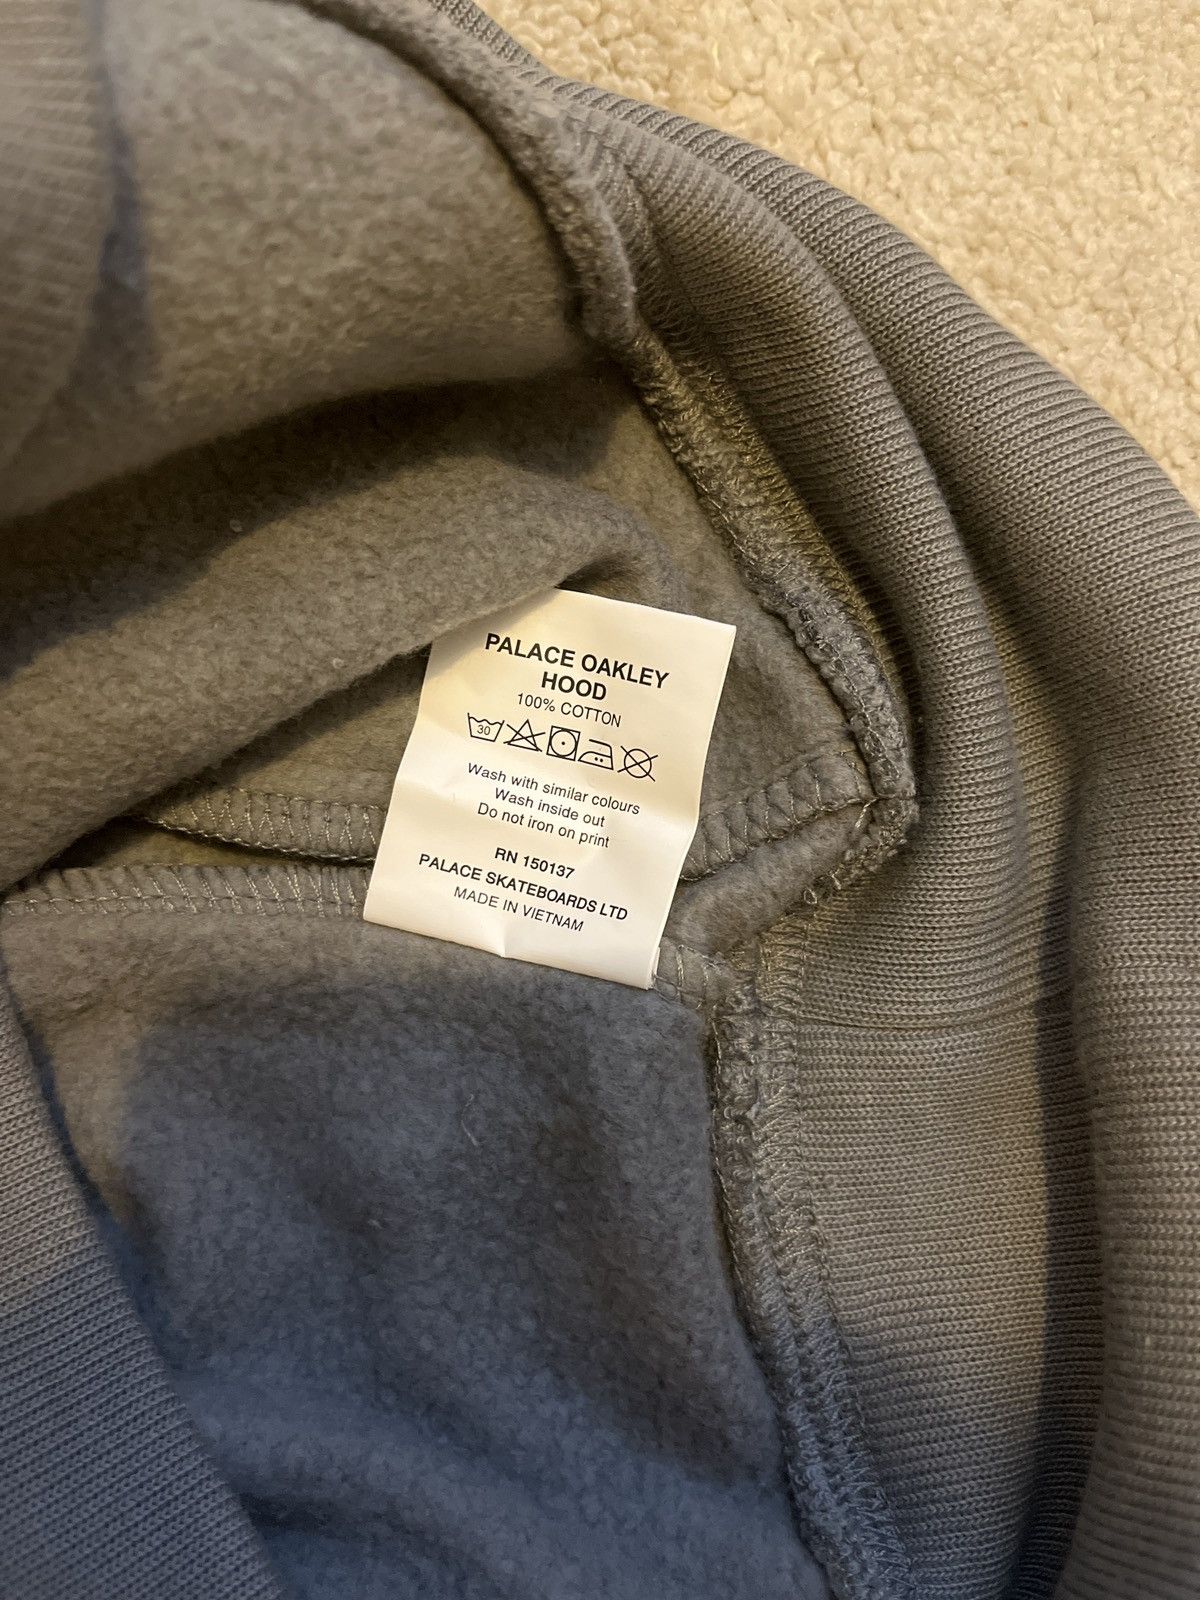 PALACE OAKLEY
HOOD
100% COTTON
30
Wash with similar colours
Wash inside out
Do not iron on print
RN 150137
PALACE SKATEBOARDS LTD
MADE IN VIETNAM